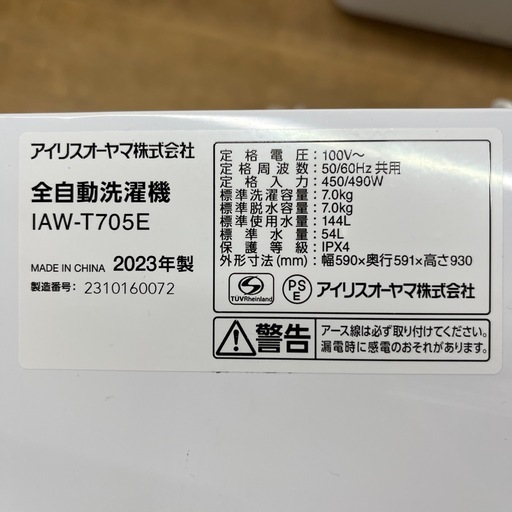 アイリスオーヤマ株式会社
全自動洗濯機
IAW-T705E
MADE IN CHINA 2023年製
製造番号: 2310160072
定格電圧: 100V～
定格周波数: 50/60Hz 共用
定格入力: 450/490W
標準洗濯容量: 7.0kg
標準脱水容量: 7.0kg
標準使用水量: 144L
標準水量: 54L
保護等級: IPX4
外形寸法(mm): 幅590×奥行591×高さ930
TÜVRheinland
PS
E
アイリスオーヤマ株式会社
警告
アース線は必ず取り付けてください。
漏電時に感電のおそれがあります。